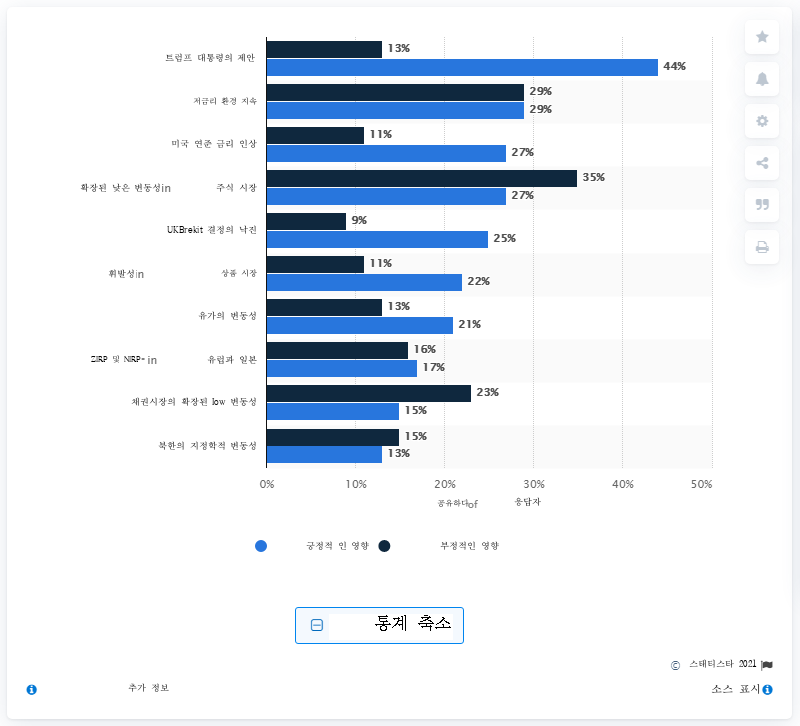 13%
트럼프 대통령의 제안
44%
29%
저금리 환경 지속
29%
11%
미국 연준 금리 인상
27%
35%
확장된 낮은 변동성in 주식 시장
27%
9%
UKBrekit 결정의 낙진
25%
11%
휘발성in 상품 시장
22%
13%
유가의 변동성
21%
16%
ZIRP 및 NIRP- in 유럽과 일본
17%
23%
채권시장의 확장된 low 변동성
15%
15%
북한의 지정학적 변동성
13%
0% 10% 20% 30% 40% 50%
공유하다of 응답자
긍정적 인 영향 부정적인 영향
통계 축소
© 스태티스타 2021
추가 정보 소스 표시